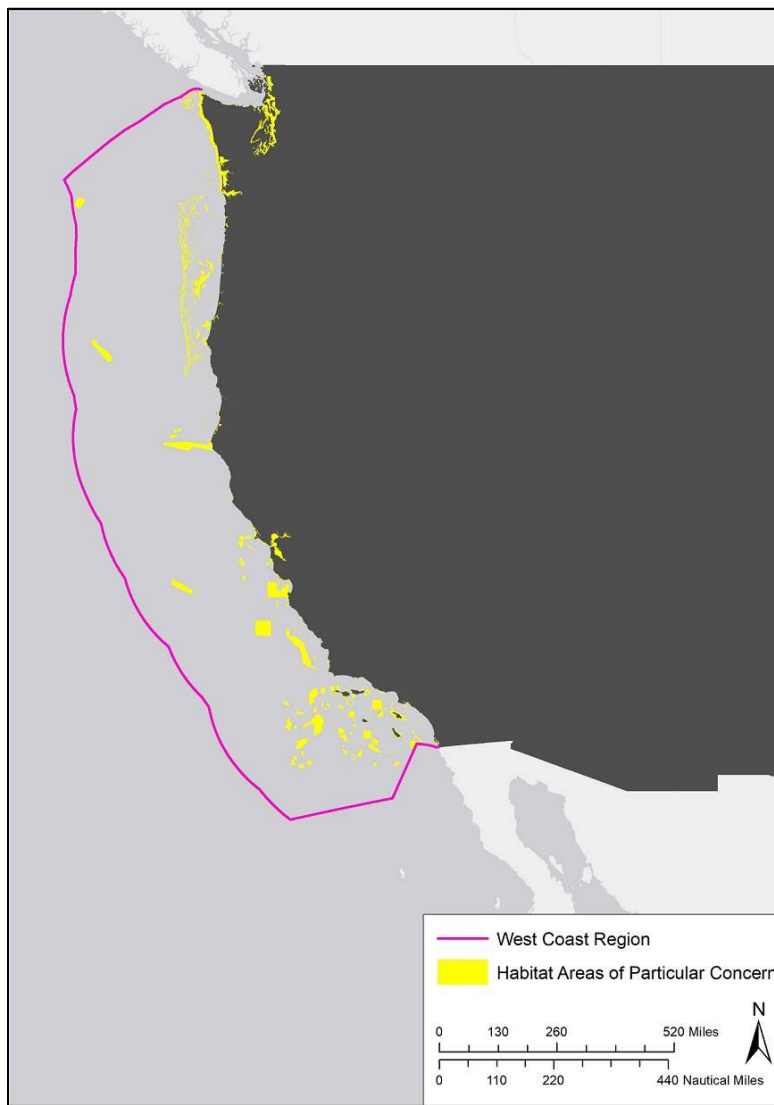 West Coast Region
Habitat Areas of Particular Concern
N
0 130 260 520 Miles
0 110 220 440 Nautical Miles